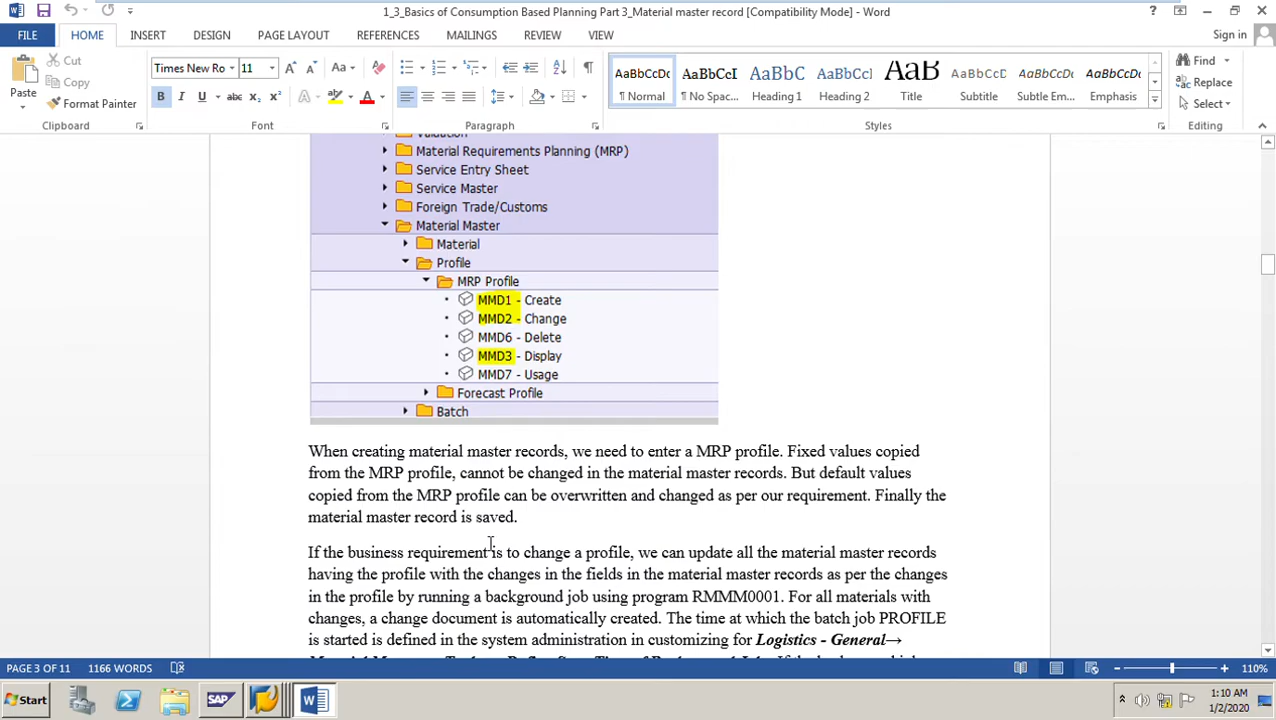 1_3_Basics of Consumption Based Planning Part 3_Material master record [Compatibility Mode] - Word
?
FILE HOME INSERT DESIGN PAGE LAYOUT REFERENCES MAILINGS REVIEW VIEW Sign in
Paste
Cut
Copy
Format Painter
Times New Ro 11
Find
Replace
Select
AaBbCcDc AaBbCcI AaBbC AaBbCc AaB AaBbCcD AaBbCcDc AaBbCcDc
¶ Normal ¶ No Spac... Heading 1 Heading 2 Title Subtitle Subtle Em... Emphasis
Clipboard Font Paragraph Styles Editing
Validation
Material Requirements Planning (MRP)
Service Entry Sheet
Service Master
Foreign Trade/Customs
Material Master
Material
Profile
MRP Profile
MMD1 - Create
MMD2 - Change
MMD6 - Delete
MMD3 - Display
MMD7 - Usage
Forecast Profile
Batch
When creating material master records, we need to enter a MRP profile. Fixed values copied
from the MRP profile, cannot be changed in the material master records. But default values
copied from the MRP profile can be overwritten and changed as per our requirement. Finally the
material master record is saved.
If the business requirement is to change a profile, we can update all the material master records
having the profile with the changes in the fields in the material master records as per the changes
in the profile by running a background job using program RMMM0001. For all materials with
changes, a change document is automatically created. The time at which the batch job PROFILE
is started is defined in the system administration in customizing for Logistics - General→
PAGE 3 OF 11 1166 WORDS 110%
Start SAP 1:10 AM
1/2/2020